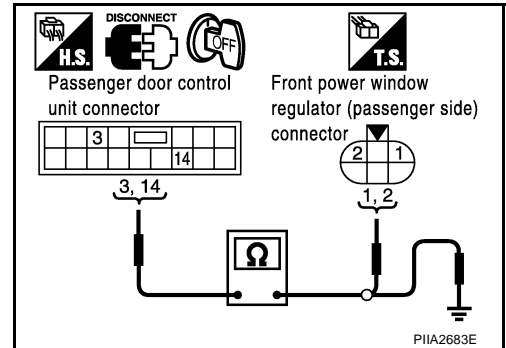 DISCONNECT
H.S.
OFF
T.S.
Passenger door control
unit connector
Front power window
regulator (passenger side)
connector
3
14
2 1
3, 14
1, 2
Ω
PIIA2683E